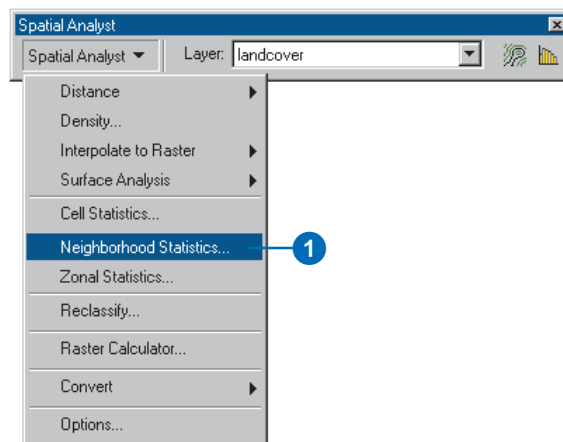 Spatial Analyst
Spatial Analyst Layer: landcover
Distance
Density...
Interpolate to Raster
Surface Analysis
Cell Statistics...
Neighborhood Statistics... 1
Zonal Statistics...
Reclassify...
Raster Calculator...
Convert
Options...